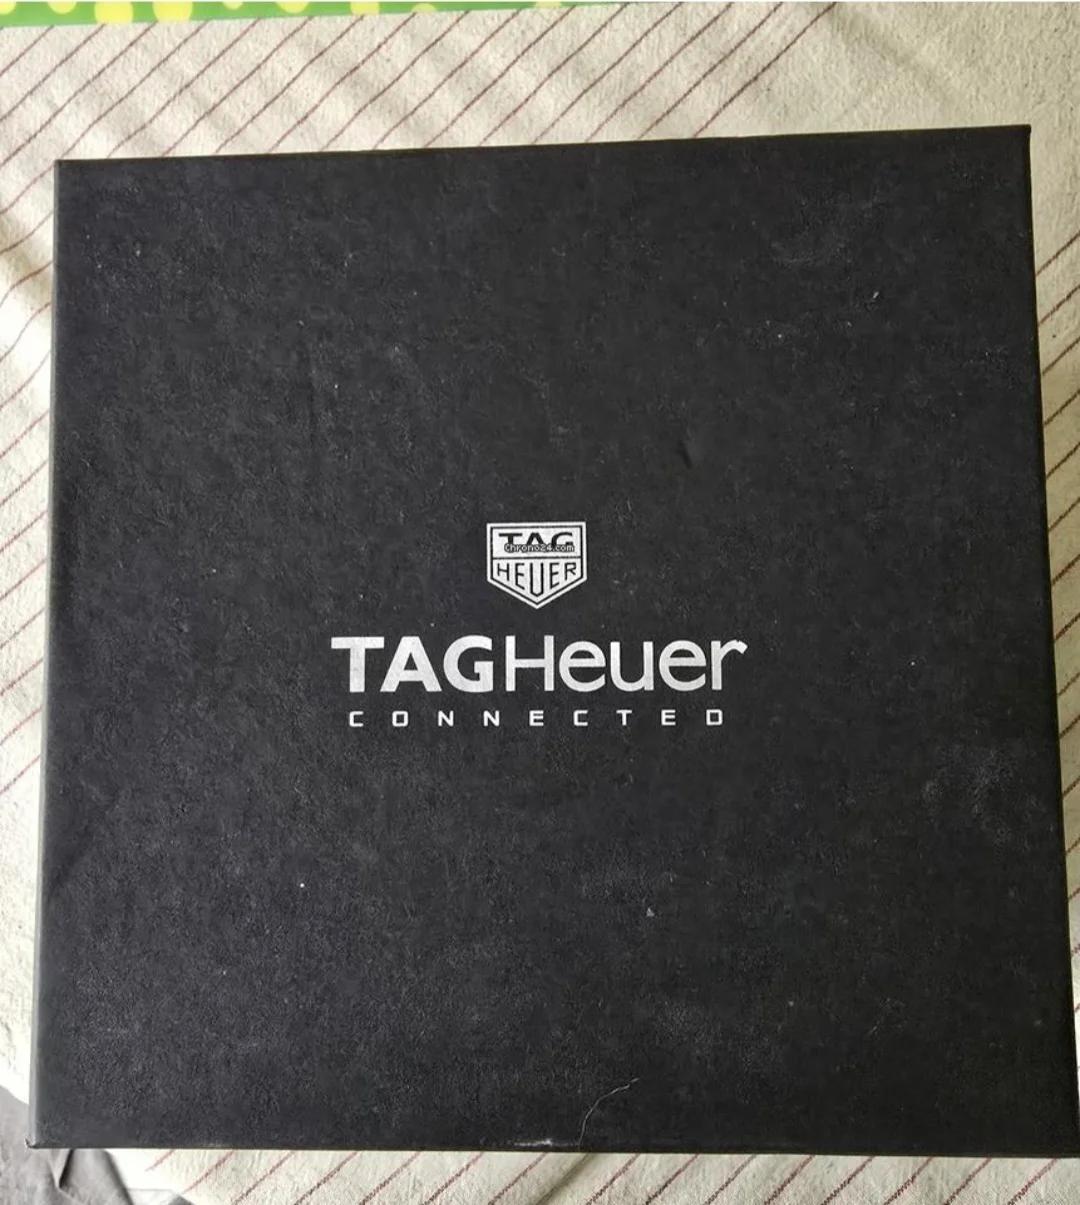 TAG
Chrono24.com
HEUER
TAGHeuer
CONNECTED